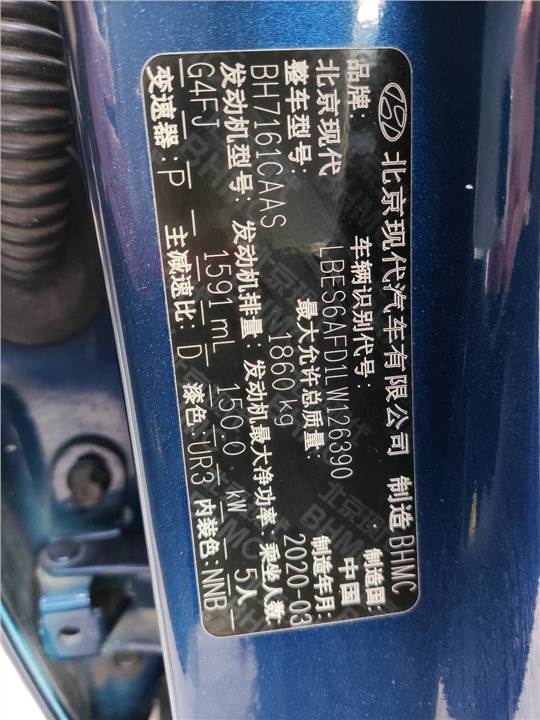 北京现代汽车有限公司 制造 BHMC
品牌: 车辆识别代号: 制造国:
北京现代 LBES6AFD1LW126390 中国
整车型号: 最大允许总质量: 制造年月:
BH7161CAAS 1860 kg 2020-03
发动机型号: 发动机排量: 发动机最大净功率: 乘坐人数:
G4FJ 1591 mL 150.0 kW 5人
变速器: P 主减速比: D 漆色: UR3 内装色: NNB